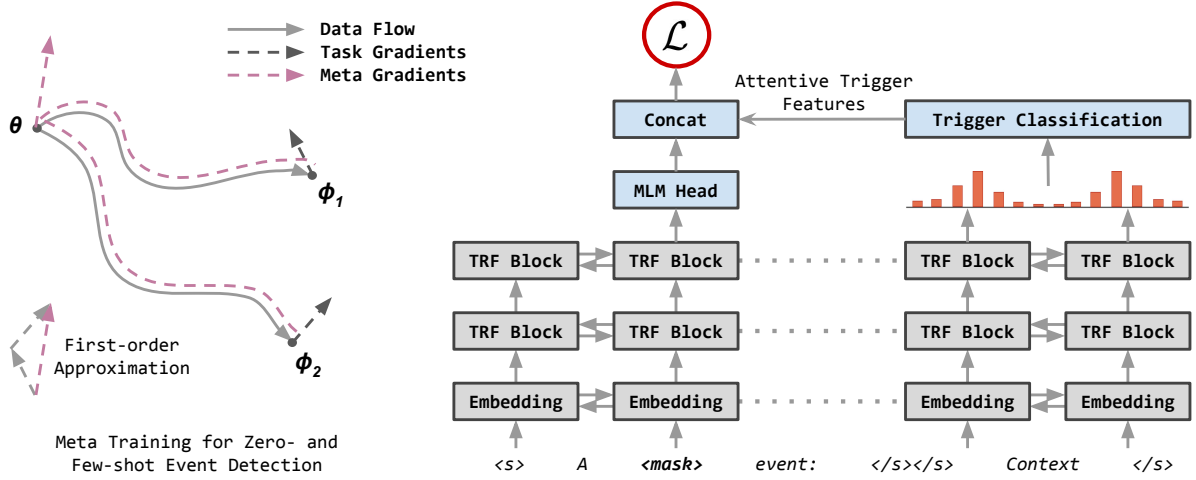 Data Flow
Task Gradients
Meta Gradients
θ
ϕ1
ϕ2
First-order
Approximation
Meta Training for Zero- and
Few-shot Event Detection
ℒ
Attentive Trigger
Features
Concat
Trigger Classification
MLM Head
TRF Block TRF Block TRF Block TRF Block
TRF Block TRF Block TRF Block TRF Block
Embedding Embedding Embedding Embedding
<s> A <mask> event: </s></s> Context </s>